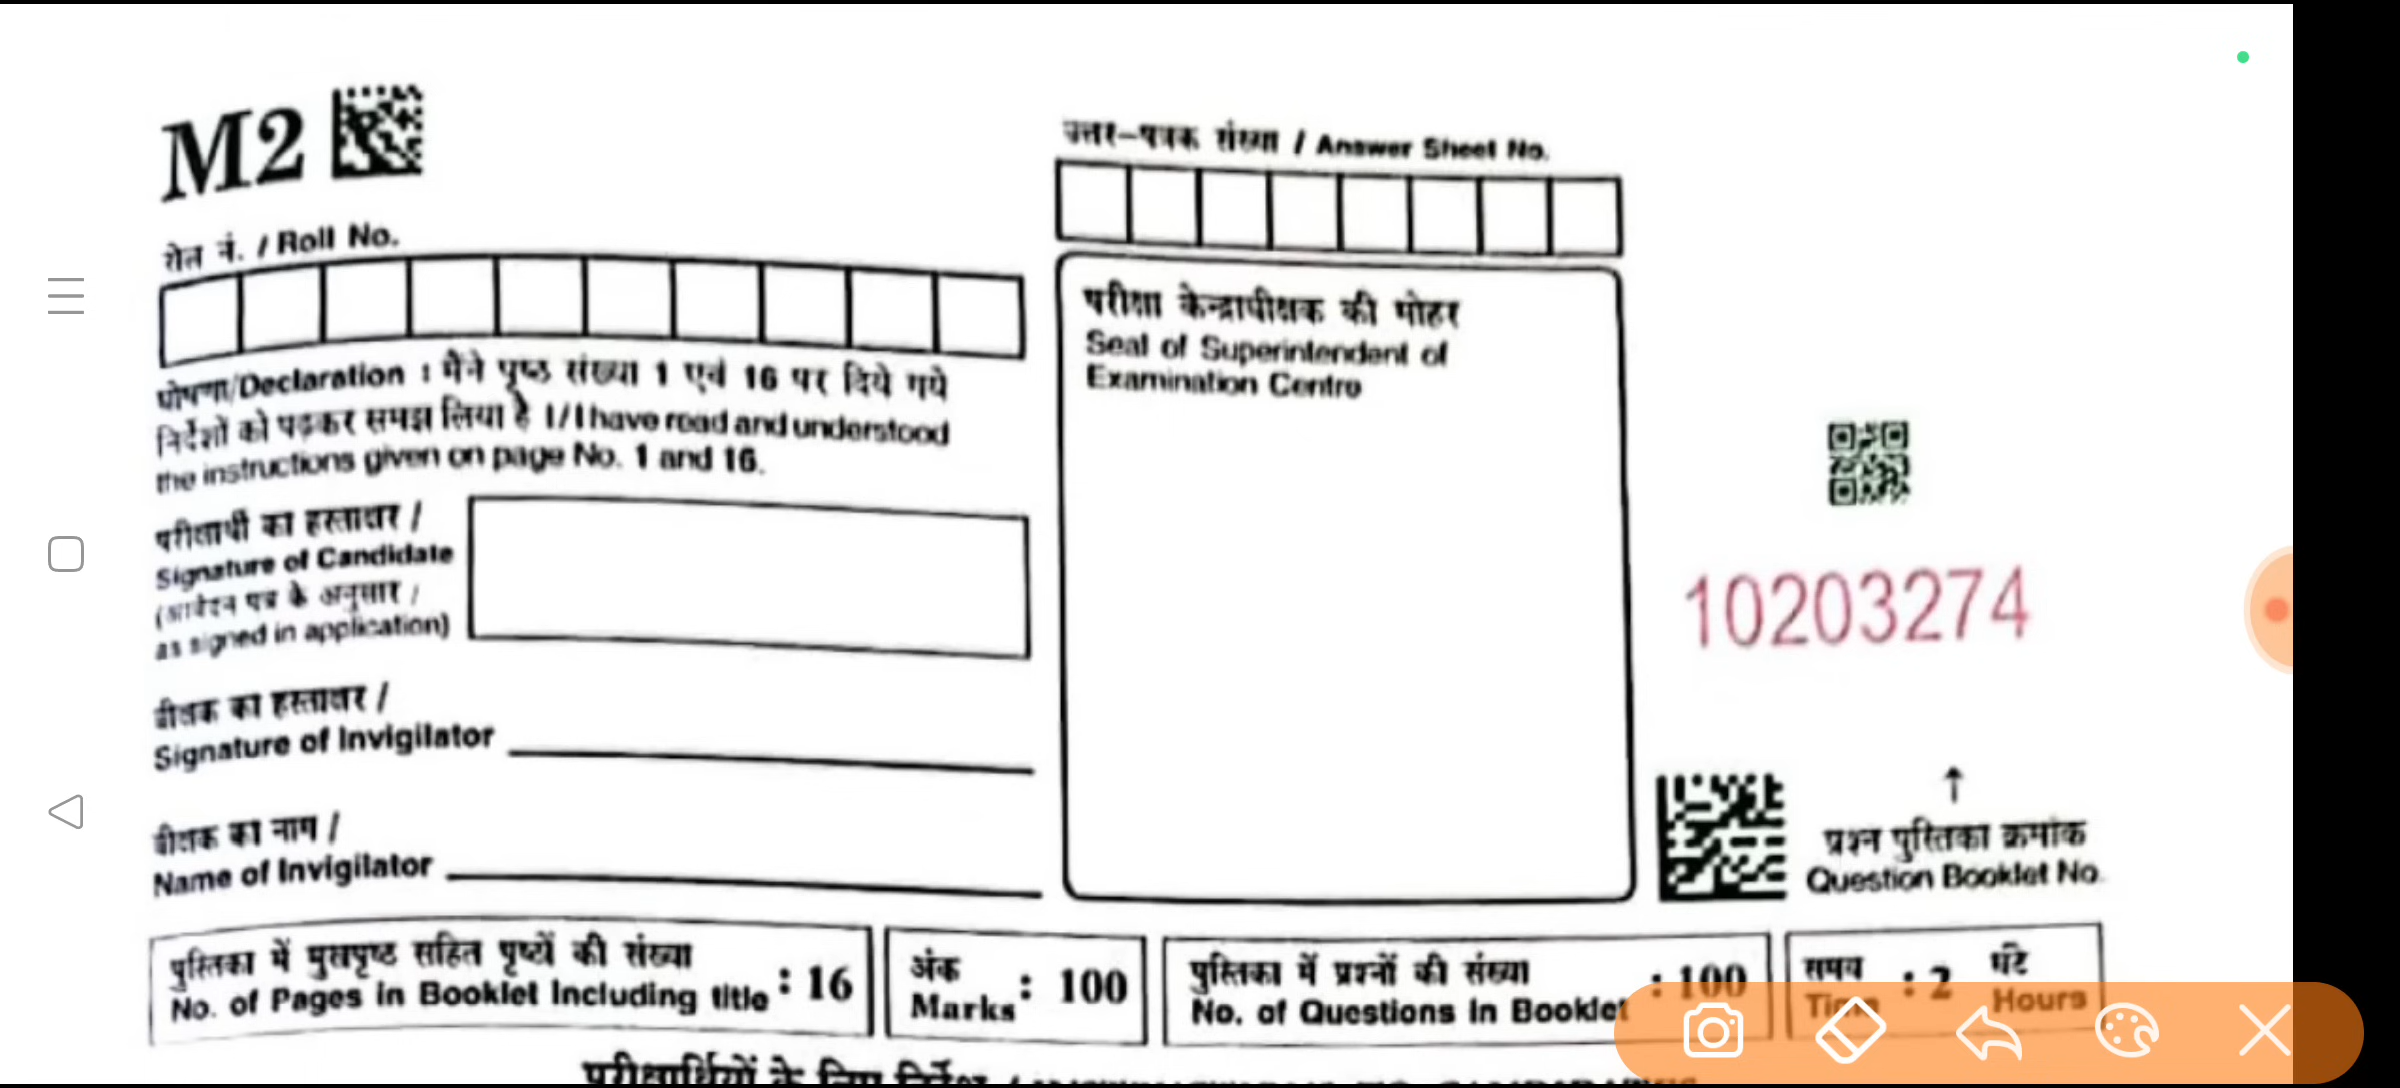 M2
रोल नं. / Roll No.
घोषणा/Declaration : मैंने पृष्ठ संख्या 1 एवं 16 पर दिये गये
निर्देशों को पढ़कर समझ लिया है I/I have read and understood
the instructions given on page No. 1 and 16.
परीक्षार्थी का हस्ताक्षर /
Signature of Candidate
(आवेदन पत्र के अनुसार /
as signed in application)
वीक्षक का हस्ताक्षर /
Signature of Invigilator
वीक्षक का नाम /
Name of Invigilator
उत्तर-पत्रक संख्या / Answer Sheet No.
परीक्षा केन्द्राधीक्षक की मोहर
Seal of Superintendent of
Examination Centre
10203274
↑
प्रश्न पुस्तिका क्रमांक
Question Booklet No.
पुस्तिका में मुखपृष्ठ सहित पृष्ठों की संख्या
No. of Pages in Booklet Including title : 16
अंक
Marks : 100
पुस्तिका में प्रश्नों की संख्या
No. of Questions in Booklet : 100
समय : 2 घंटे
Time Hours
परीक्षार्थियों के लिए निर्देश /